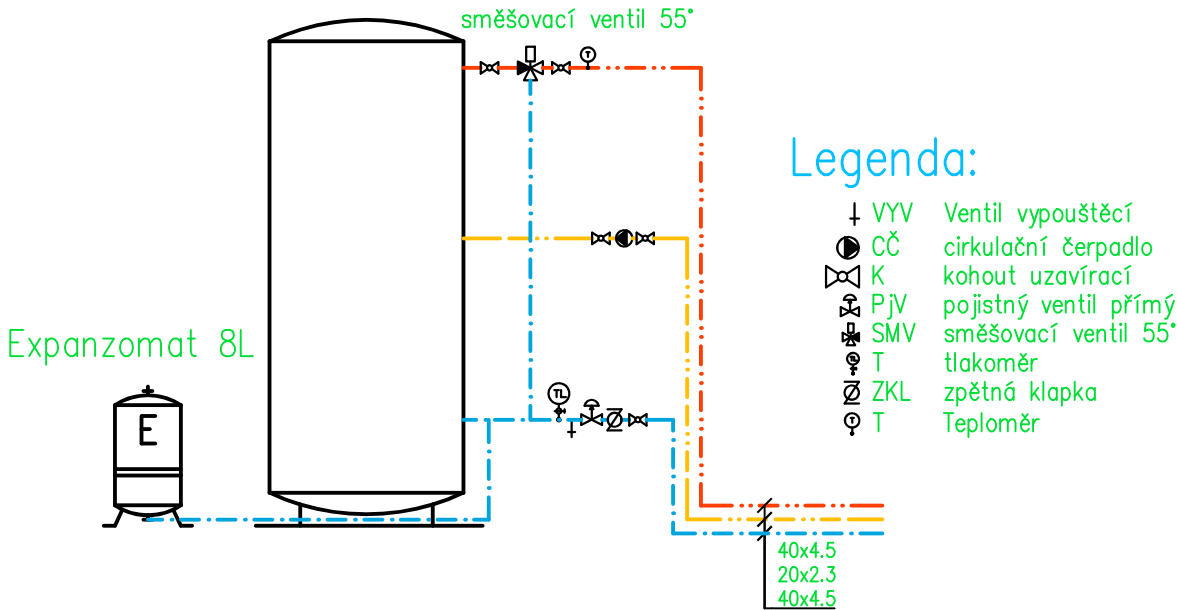 směšovací ventil 55°
T
Legenda:
VYV Ventil vypouštěcí
CČ cirkulační čerpadlo
K kohout uzavírací
PjV pojistný ventil přímý
SMV směšovací ventil 55°
TL T tlakoměr
ZKL zpětná klapka
T T Teploměr
Expanzomat 8L
E
TL
40x4.5
20x2.3
40x4.5